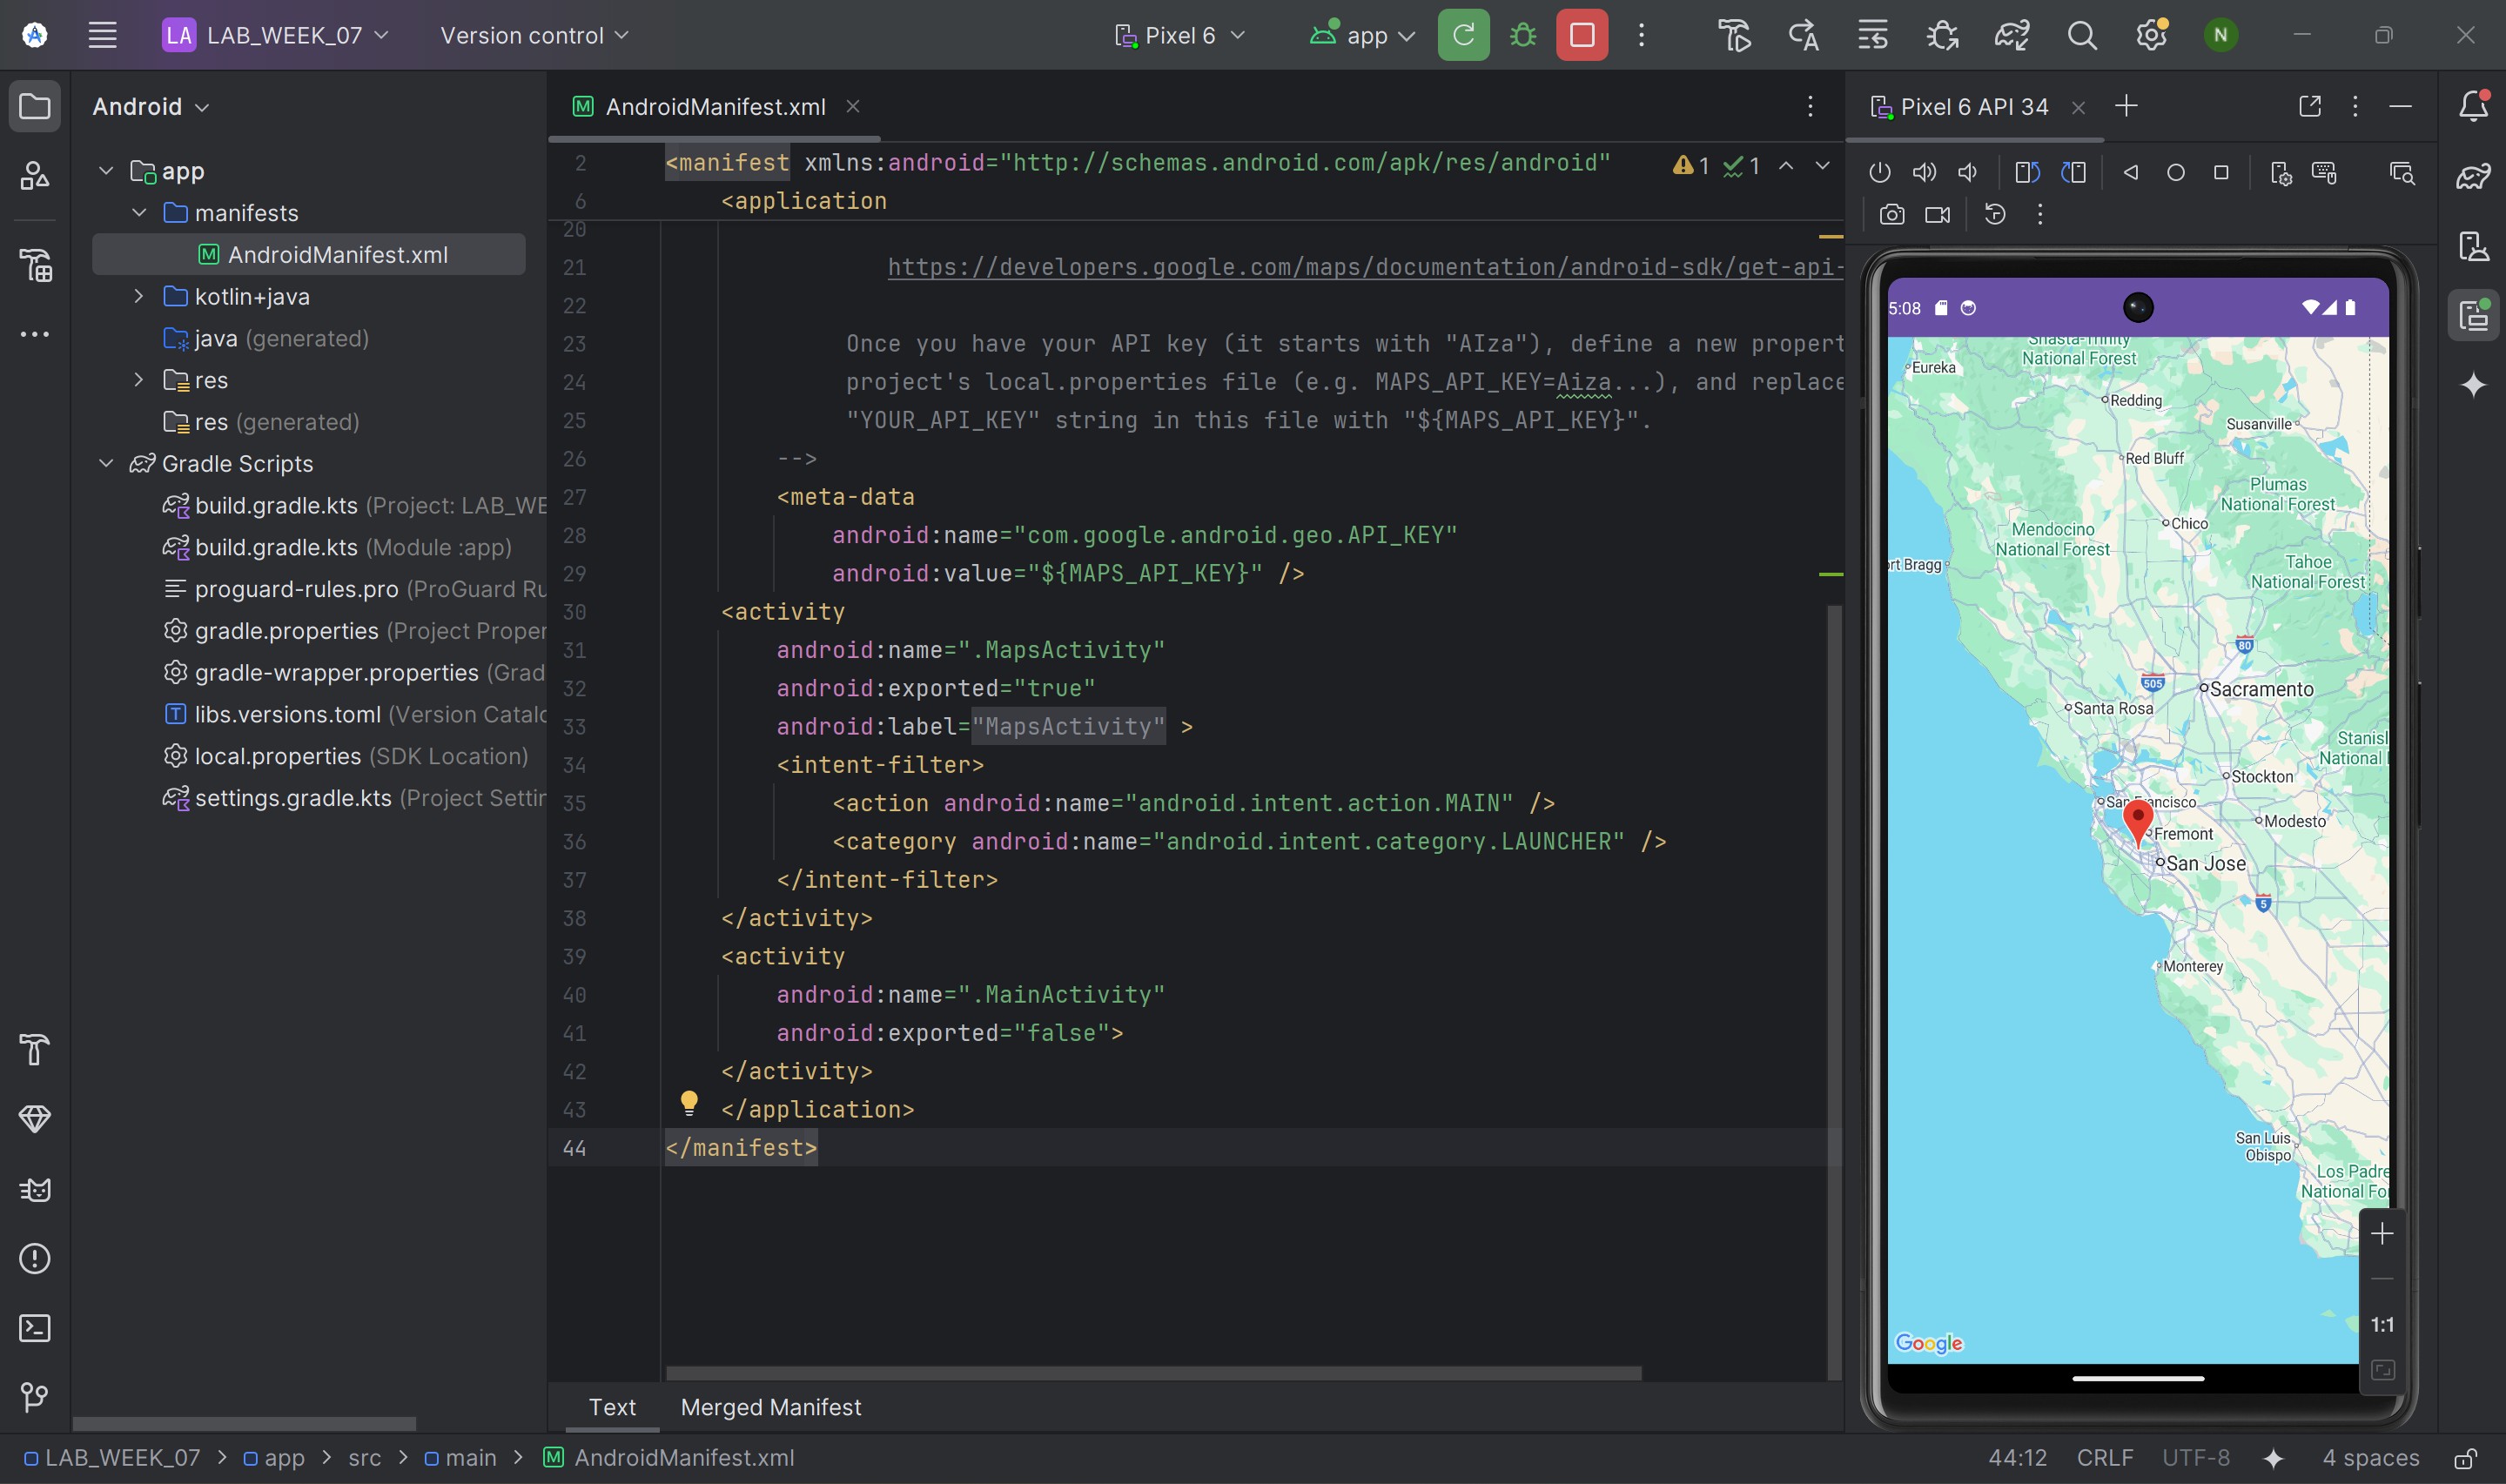 LA LAB_WEEK_07
Version control
Pixel 6
app
N
Android
app
manifests
AndroidManifest.xml
kotlin+java
java (generated)
res
res (generated)
Gradle Scripts
build.gradle.kts (Project: LAB_WE
build.gradle.kts (Module :app)
proguard-rules.pro (ProGuard Ru
gradle.properties (Project Proper
gradle-wrapper.properties (Grad
libs.versions.toml (Version Catalo
local.properties (SDK Location)
settings.gradle.kts (Project Settin
AndroidManifest.xml
1 1
2 <manifest xmlns:android="http://schemas.android.com/apk/res/android"
6 <application
20
21 https://developers.google.com/maps/documentation/android-sdk/get-api-
22
23 Once you have your API key (it starts with "AIza"), define a new propert
24 project's local.properties file (e.g. MAPS_API_KEY=Aiza...), and replace
25 "YOUR_API_KEY" string in this file with "${MAPS_API_KEY}".
26 -->
27 <meta-data
28 android:name="com.google.android.geo.API_KEY"
29 android:value="${MAPS_API_KEY}" />
30 <activity
31 android:name=".MapsActivity"
32 android:exported="true"
33 android:label="MapsActivity" >
34 <intent-filter>
35 <action android:name="android.intent.action.MAIN" />
36 <category android:name="android.intent.category.LAUNCHER" />
37 </intent-filter>
38 </activity>
39 <activity
40 android:name=".MainActivity"
41 android:exported="false">
42 </activity>
43 </application>
44 </manifest>
Text
Merged Manifest
Pixel 6 API 34
5:08
Shasta-Trinity
National Forest
Eureka
Redding
Susanville
Red Bluff
Plumas
National Forest
Chico
Mendocino
National Forest
ort Bragg
Tahoe
National Forest
80
505
Sacramento
Santa Rosa
Stanisl
National
Stockton
San Francisco
Modesto
Fremont
San Jose
5
Monterey
San Luis
Obispo
Los Padre
National Fo
1:1
Google
LAB_WEEK_07 > app > src > main > AndroidManifest.xml
44:12
CRLF
UTF-8
4 spaces